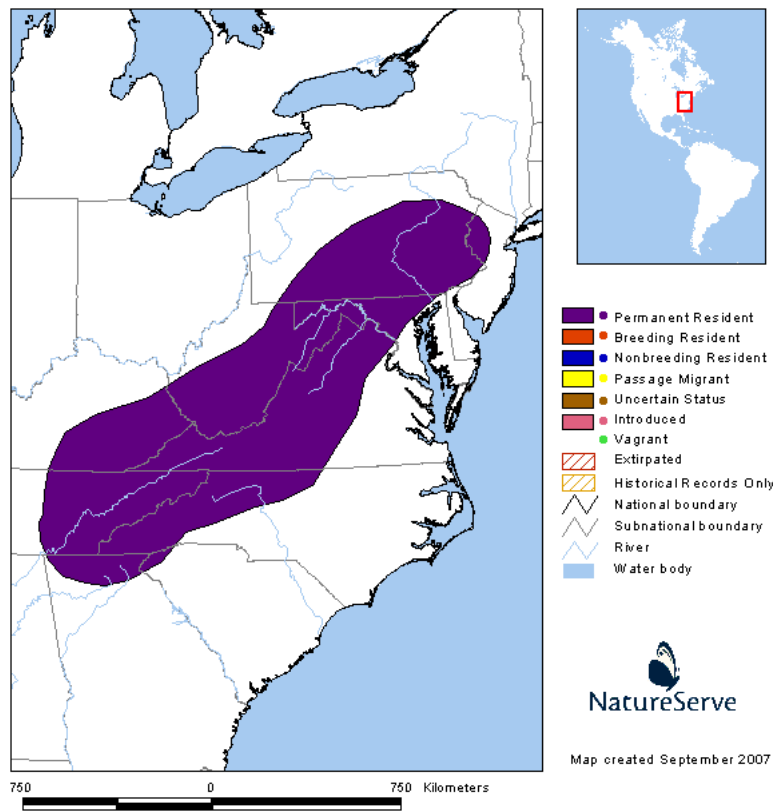 Permanent Resident
Breeding Resident
Nonbreeding Resident
Passage Migrant
Uncertain Status
Introduced
Vagrant
Extirpated
Historical Records Only
National boundary
Subnational boundary
River
Water body
NatureServe
Map created September 2007
750 0 750 Kilometers